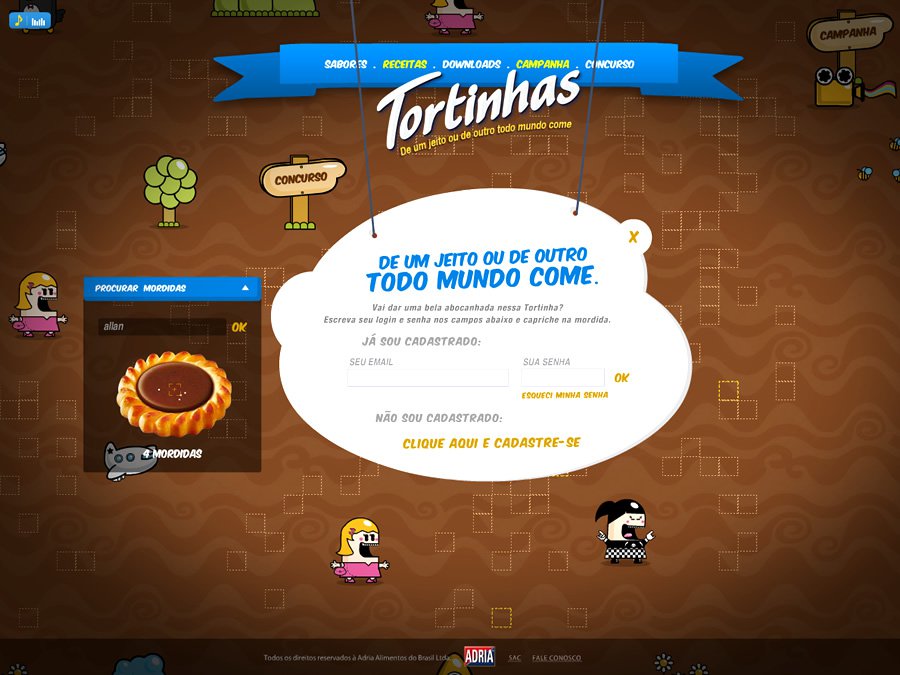 CAMPANHA
SABORES . RECEITAS . DOWNLOADS . CAMPANHA . CONCURSO
Tortinhas
De um jeito ou de outro todo mundo come
CONCURSO
X
DE UM JEITO OU DE OUTRO
TODO MUNDO COME.
PROCURAR MORDIDAS
Vai dar uma bela abocanhada nessa Tortinha?
Escreva seu login e senha nos campos abaixo e capriche na mordida.
allan OK
JÁ SOU CADASTRADO:
SEU EMAIL SUA SENHA
OK
ESQUECI MINHA SENHA
NÃO SOU CADASTRADO:
CLIQUE AQUI E CADASTRE-SE
4 MORDIDAS
Todos os direitos reservados à Adria Alimentos do Brasil Ltda. ADRIA SAC FALE CONOSCO